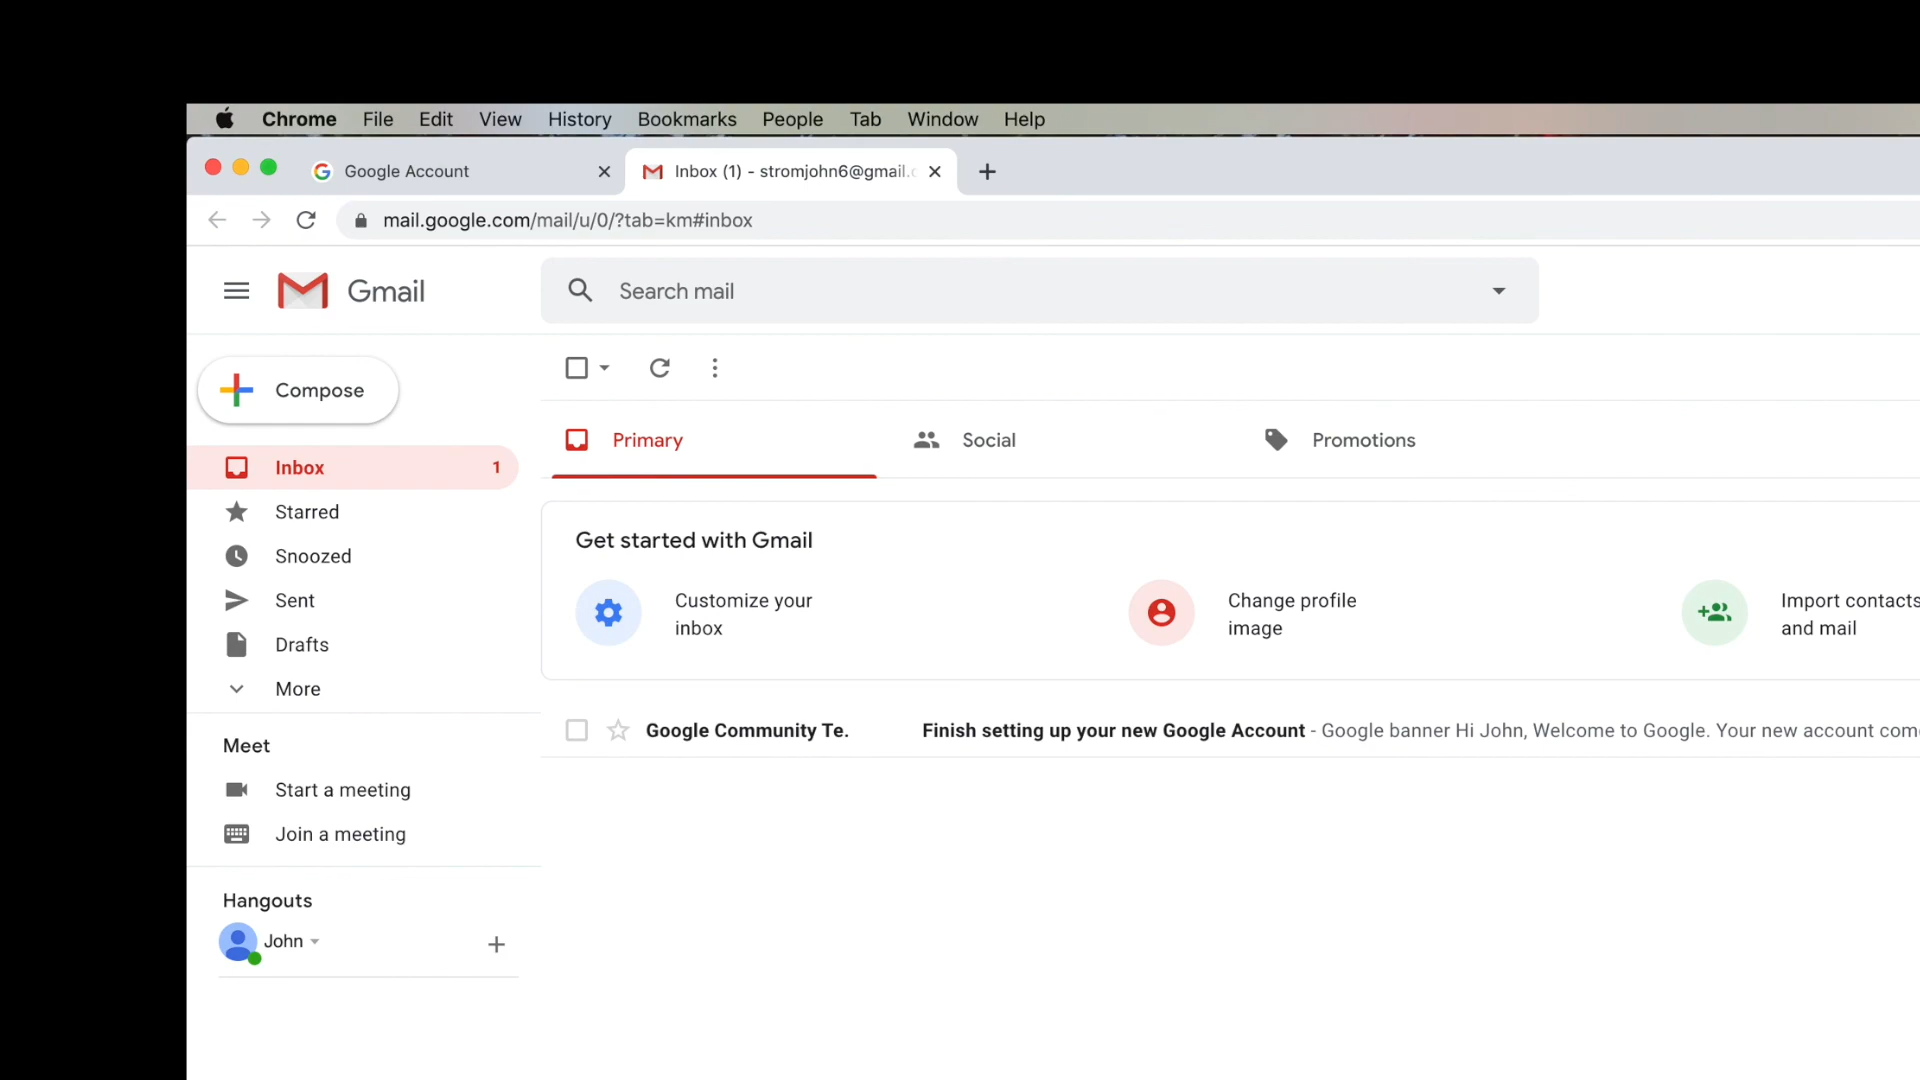 Chrome File Edit View History Bookmarks People Tab Window Help
Google Account
Inbox (1) - stromjohn6@gmail.
mail.google.com/mail/u/0/?tab=km#inbox
Gmail
Search mail
Compose
Primary
Social
Promotions
Inbox 1
Starred
Snoozed
Sent
Drafts
More
Get started with Gmail
Customize your
inbox
Change profile
image
Import contacts
and mail
Google Community Te. Finish setting up your new Google Account - Google banner Hi John, Welcome to Google. Your new account com
Meet
Start a meeting
Join a meeting
Hangouts
John